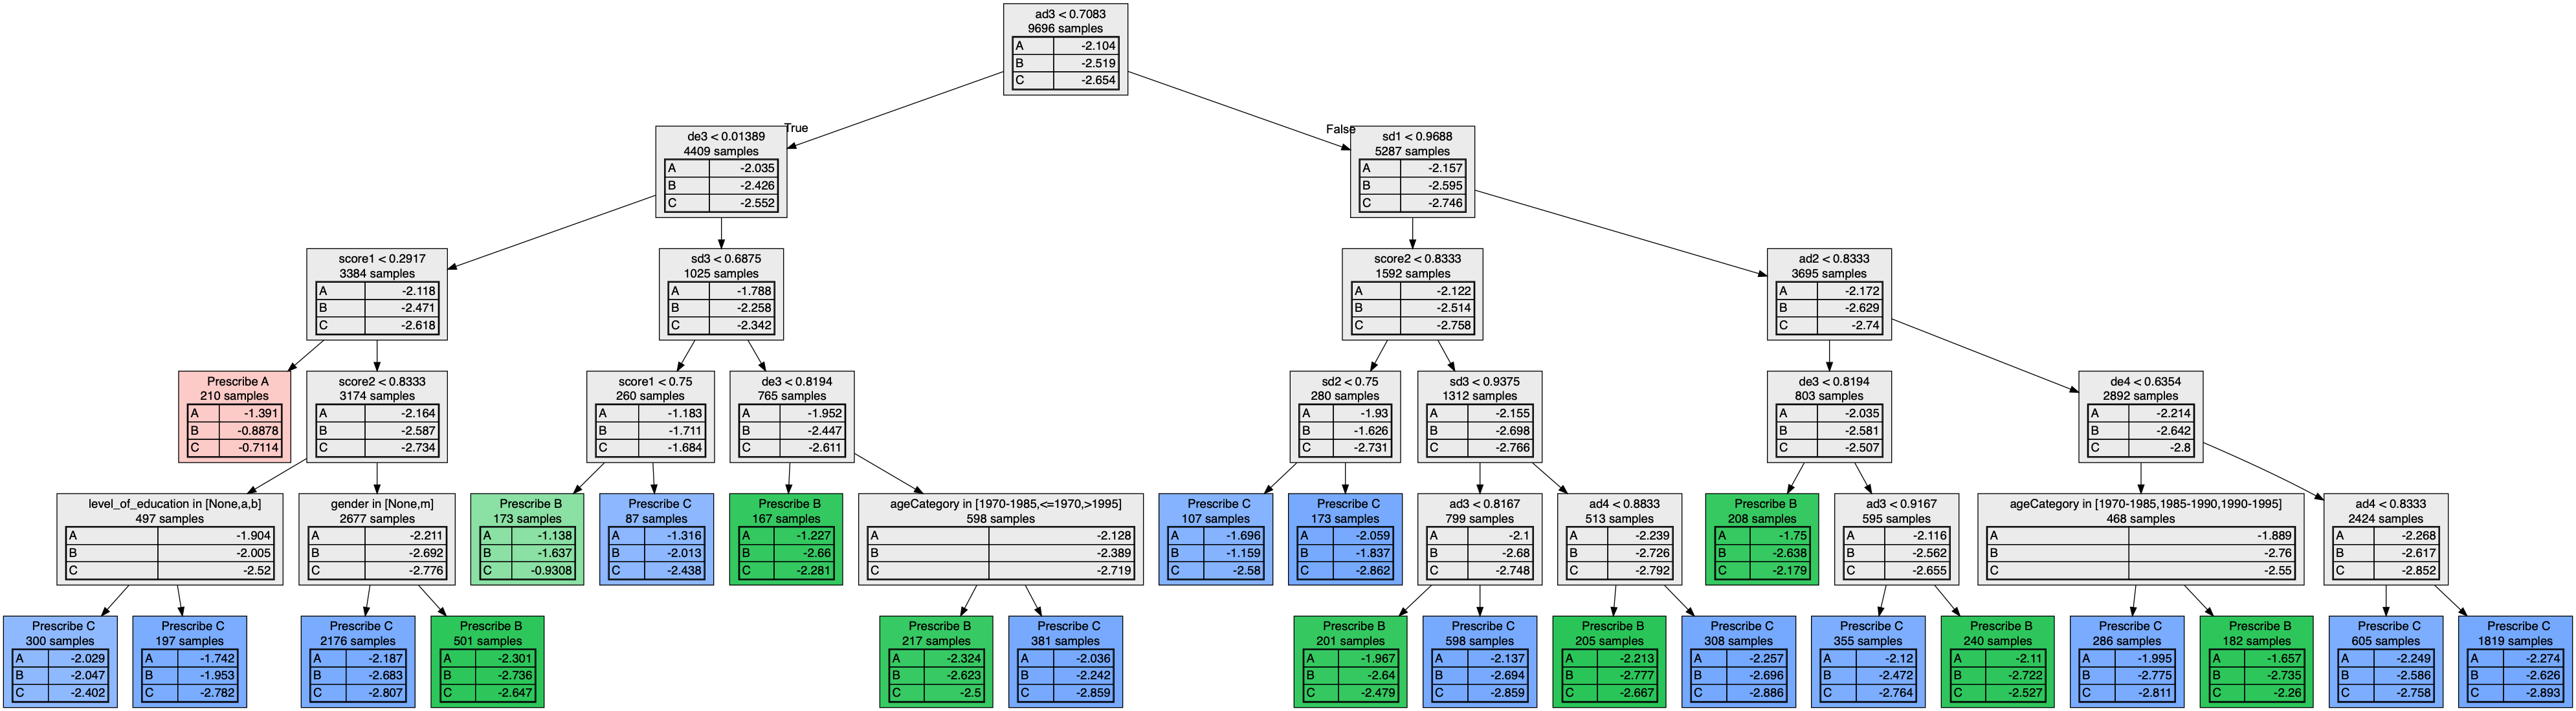 ad3 < 0.7083
9696 samples
A -2.104
B -2.519
C -2.654
True
False
de3 < 0.01389
4409 samples
A -2.035
B -2.426
C -2.552
sd1 < 0.9688
5287 samples
A -2.157
B -2.595
C -2.746
score1 < 0.2917
3384 samples
A -2.118
B -2.471
C -2.618
sd3 < 0.6875
1025 samples
A -1.788
B -2.258
C -2.342
score2 < 0.8333
1592 samples
A -2.122
B -2.514
C -2.758
ad2 < 0.8333
3695 samples
A -2.172
B -2.629
C -2.74
Prescribe A
210 samples
A -1.391
B -0.8878
C -0.7114
score2 < 0.8333
3174 samples
A -2.164
B -2.587
C -2.734
score1 < 0.75
260 samples
A -1.183
B -1.711
C -1.684
de3 < 0.8194
765 samples
A -1.952
B -2.447
C -2.611
sd2 < 0.75
280 samples
A -1.93
B -1.626
C -2.731
sd3 < 0.9375
1312 samples
A -2.155
B -2.698
C -2.766
de3 < 0.8194
803 samples
A -2.035
B -2.581
C -2.507
de4 < 0.6354
2892 samples
A -2.214
B -2.642
C -2.8
level_of_education in [None,a,b]
497 samples
A -1.904
B -2.005
C -2.52
gender in [None,m]
2677 samples
A -2.211
B -2.692
C -2.776
Prescribe B
173 samples
A -1.138
B -1.637
C -0.9308
Prescribe C
87 samples
A -1.316
B -2.013
C -2.438
Prescribe B
167 samples
A -1.227
B -2.66
C -2.281
ageCategory in [1970-1985,<=1970,>1995]
598 samples
A -2.128
B -2.389
C -2.719
Prescribe C
107 samples
A -1.696
B -1.159
C -2.58
Prescribe C
173 samples
A -2.059
B -1.837
C -2.862
ad3 < 0.8167
799 samples
A -2.1
B -2.68
C -2.748
ad4 < 0.8833
513 samples
A -2.239
B -2.726
C -2.792
Prescribe B
208 samples
A -1.75
B -2.638
C -2.179
ad3 < 0.9167
595 samples
A -2.116
B -2.562
C -2.655
ageCategory in [1970-1985,1985-1990,1990-1995]
468 samples
A -1.889
B -2.76
C -2.55
ad4 < 0.8333
2424 samples
A -2.268
B -2.617
C -2.852
Prescribe C
300 samples
A -2.029
B -2.047
C -2.402
Prescribe C
197 samples
A -1.742
B -1.953
C -2.782
Prescribe C
2176 samples
A -2.187
B -2.683
C -2.807
Prescribe B
501 samples
A -2.301
B -2.736
C -2.647
Prescribe B
217 samples
A -2.324
B -2.623
C -2.5
Prescribe C
381 samples
A -2.036
B -2.242
C -2.859
Prescribe B
201 samples
A -1.967
B -2.64
C -2.479
Prescribe C
598 samples
A -2.137
B -2.694
C -2.859
Prescribe B
205 samples
A -2.213
B -2.777
C -2.667
Prescribe C
308 samples
A -2.257
B -2.696
C -2.886
Prescribe C
355 samples
A -2.12
B -2.472
C -2.764
Prescribe B
240 samples
A -2.11
B -2.722
C -2.527
Prescribe C
286 samples
A -1.995
B -2.775
C -2.811
Prescribe B
182 samples
A -1.657
B -2.735
C -2.26
Prescribe C
605 samples
A -2.249
B -2.586
C -2.758
Prescribe C
1819 samples
A -2.274
B -2.626
C -2.893